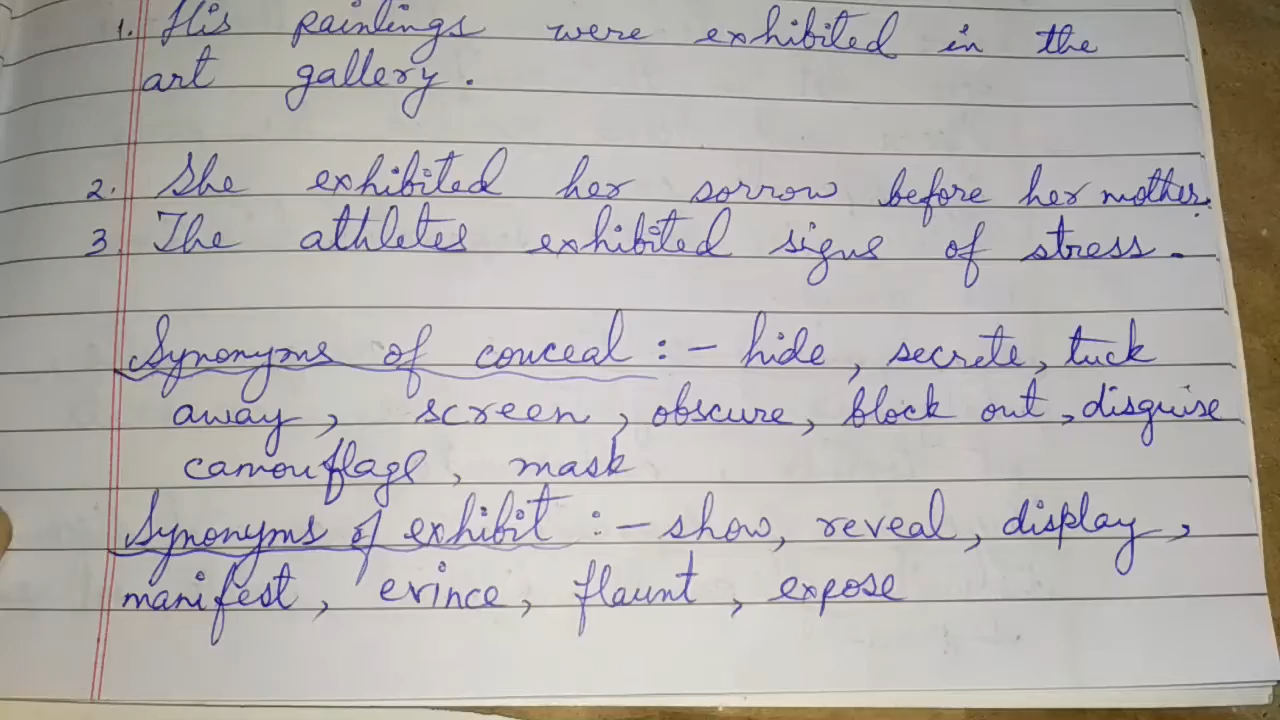 1. His paintings were exhibited in the
art gallery.
2. She exhibited her sorrow before her mother.
3. The athletes exhibited signs of stress.
Synonyms of conceal :- hide, secrete, tuck
away, screen, obscure, block out, disguise
camouflage, mask
Synonyms of exhibit :- show, reveal, display,
manifest, evince, flaunt, expose